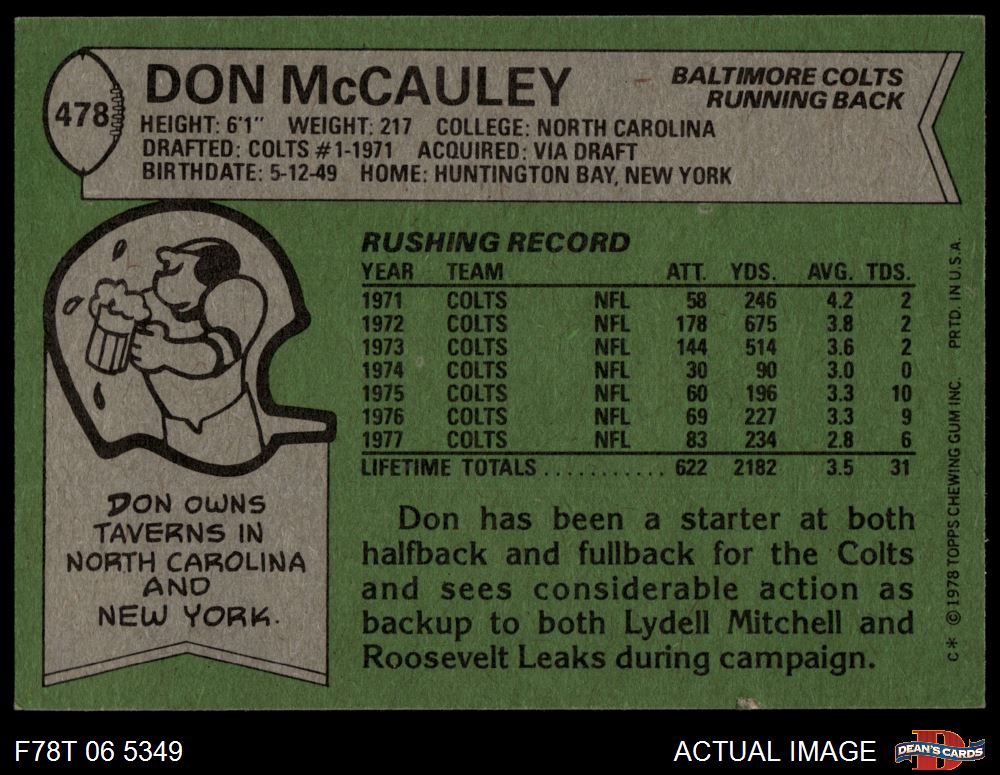 478
DON McCAULEY
BALTIMORE COLTS
RUNNING BACK
HEIGHT: 6'1" WEIGHT: 217 COLLEGE: NORTH CAROLINA
DRAFTED: COLTS #1-1971 ACQUIRED: VIA DRAFT
BIRTHDATE: 5-12-49 HOME: HUNTINGTON BAY, NEW YORK
RUSHING RECORD
YEAR TEAM ATT. YDS. AVG. TDS.
1971 COLTS NFL 58 246 4.2 2
1972 COLTS NFL 178 675 3.8 2
1973 COLTS NFL 144 514 3.6 2
1974 COLTS NFL 30 90 3.0 0
1975 COLTS NFL 60 196 3.3 10
1976 COLTS NFL 69 227 3.3 9
1977 COLTS NFL 83 234 2.8 6
LIFETIME TOTALS............ 622 2182 3.5 31
DON OWNS
TAVERNS IN
NORTH CAROLINA
AND
NEW YORK.
Don has been a starter at both
halfback and fullback for the Colts
and sees considerable action as
backup to both Lydell Mitchell and
Roosevelt Leaks during campaign.
C* ©1978 TOPPS CHEWING GUM INC. PRTD. IN U.S.A.
F78T 06 5349
ACTUAL IMAGE
DEAN'S CARDS